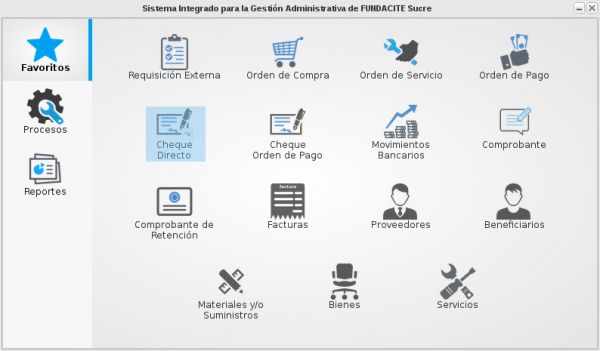 Sistema Integrado para la Gestión Administrativa de FUNDACITE Sucre
Favoritos
Procesos
Reportes
Requisición Externa
Orden de Compra
Orden de Servicio
Orden de Pago
Cheque
Directo
Cheque
Orden de Pago
Movimientos
Bancarios
Comprobante
Comprobante de
Retención
factura
Facturas
Proveedores
Beneficiarios
Materiales y/o
Suministros
Bienes
Servicios